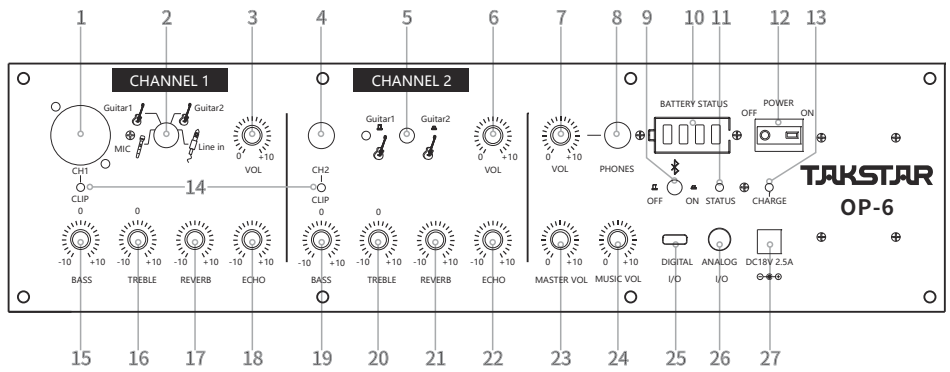 1 2 3 4 5 6 7 8 9 10 11 12 13
CHANNEL 1 CHANNEL 2
BATTERY STATUS POWER
Guitar1 Guitar2 Guitar1 Guitar2 OFF ON
MIC Line in
0 +10 0 +10 0 +10
VOL VOL VOL PHONES
CH1 CH2
14
OFF ON STATUS CHARGE
CLIP CLIP
TAKSTAR
OP-6
0 0 0 0
-10 +10 -10 +10 -10 +10 -10 +10 -10 +10 -10 +10 -10 +10 -10 +10 0 +10 0 +10
DIGITAL ANALOG DC18V 2.5A
BASS TREBLE REVERB ECHO BASS TREBLE REVERB ECHO MASTER VOL MUSIC VOL I/O I/O
15 16 17 18 19 20 21 22 23 24 25 26 27